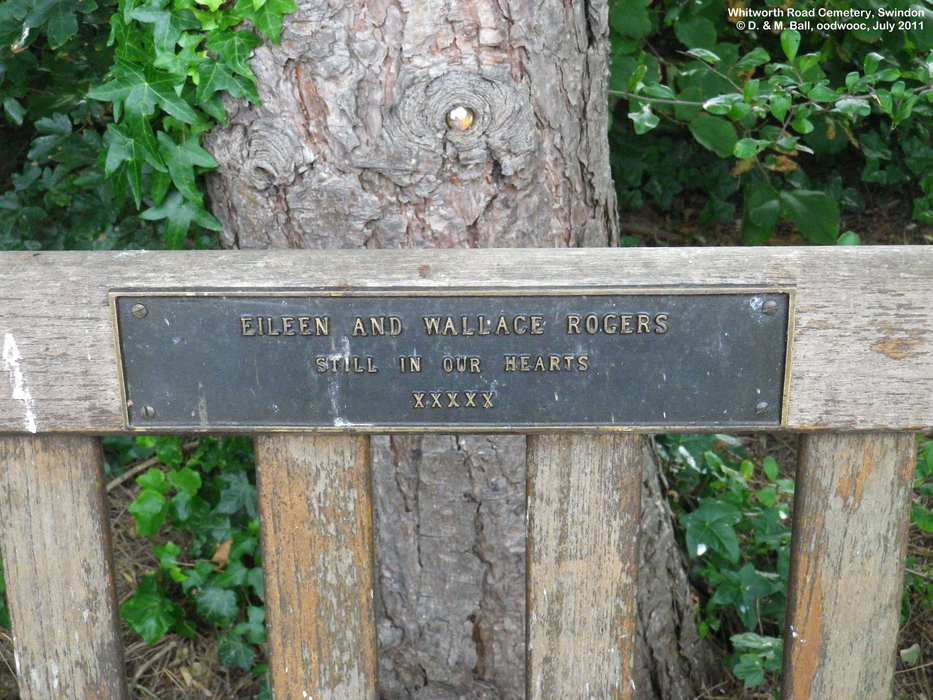 Whitworth Road Cemetery, Swindon
© D. & M. Ball, oodwooc, July 2011
EILEEN AND WALLACE ROGERS
STILL IN OUR HEARTS
XXXXX